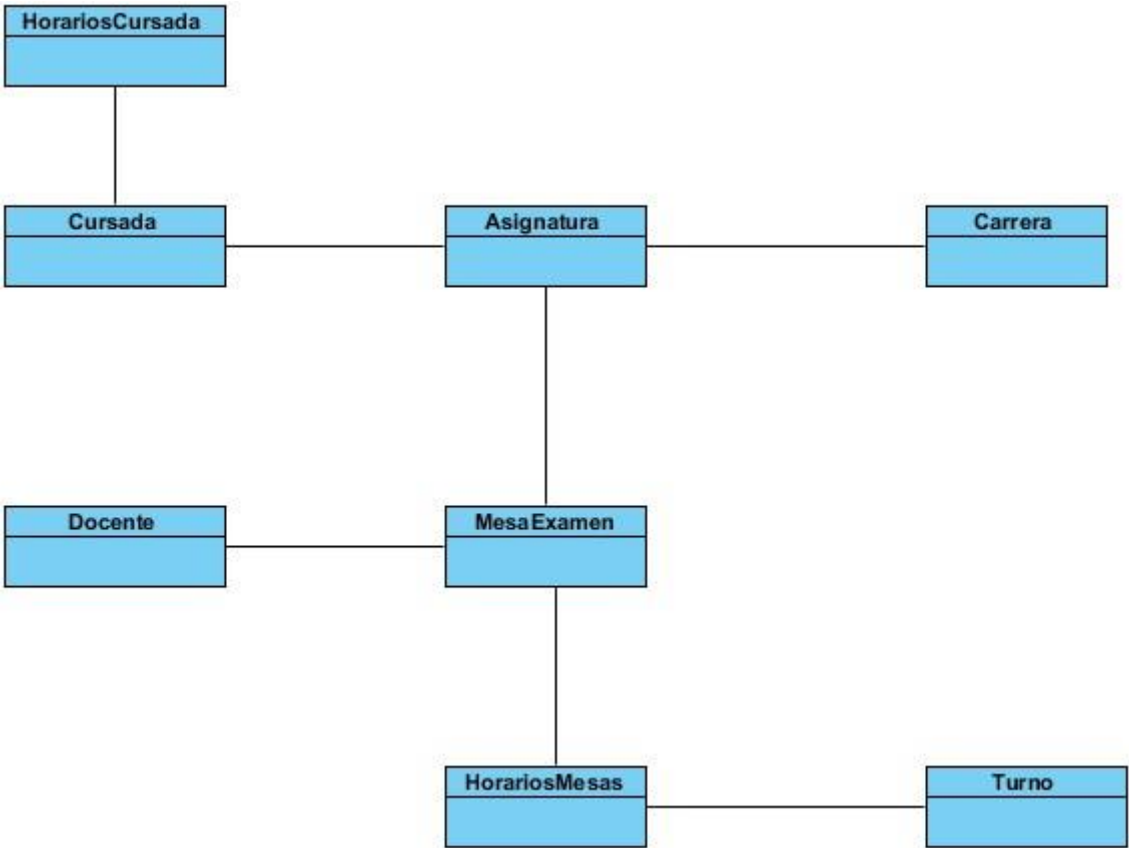 HorariosCursada
Cursada
Asignatura
Carrera
Docente
MesaExamen
HorariosMesas
Turno